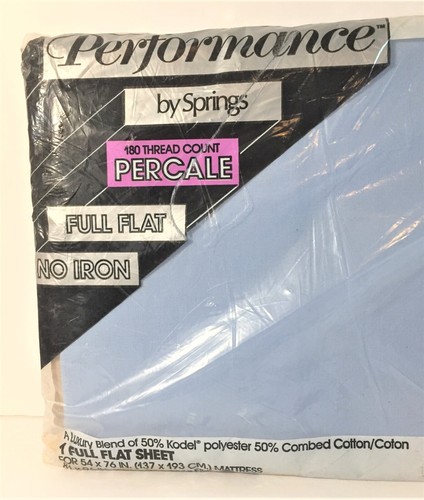 Performance™
by Springs
180 THREAD COUNT
PERCALE
FULL FLAT
NO IRON
A Luxury Blend of 50% Kodel® polyester 50% Combed Cotton/Coton
1 FULL FLAT SHEET
FOR 54 x 76 IN. (137 x 193 CM.) MATTRESS